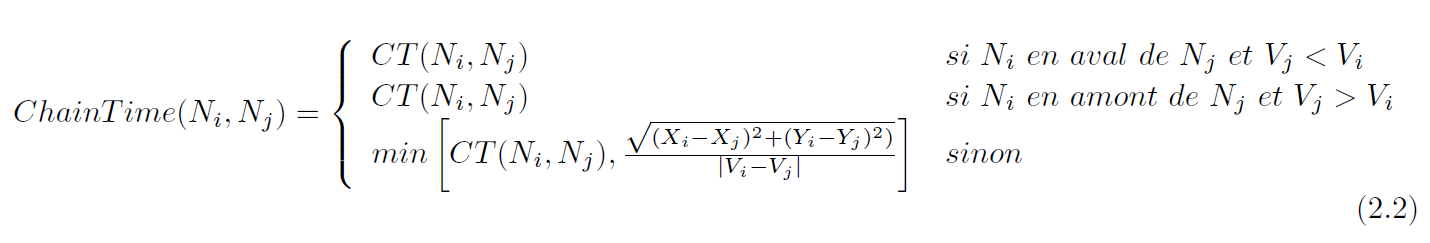 CT(N_i, N_j) si N_i en aval de N_j et V_j < V_i
ChainTime(N_i, N_j) = { CT(N_i, N_j) si N_i en amont de N_j et V_j > V_i
min [CT(N_i, N_j), √(X_i−X_j)²+(Y_i−Y_j)²) / |V_i−V_j|] sinon
(2.2)